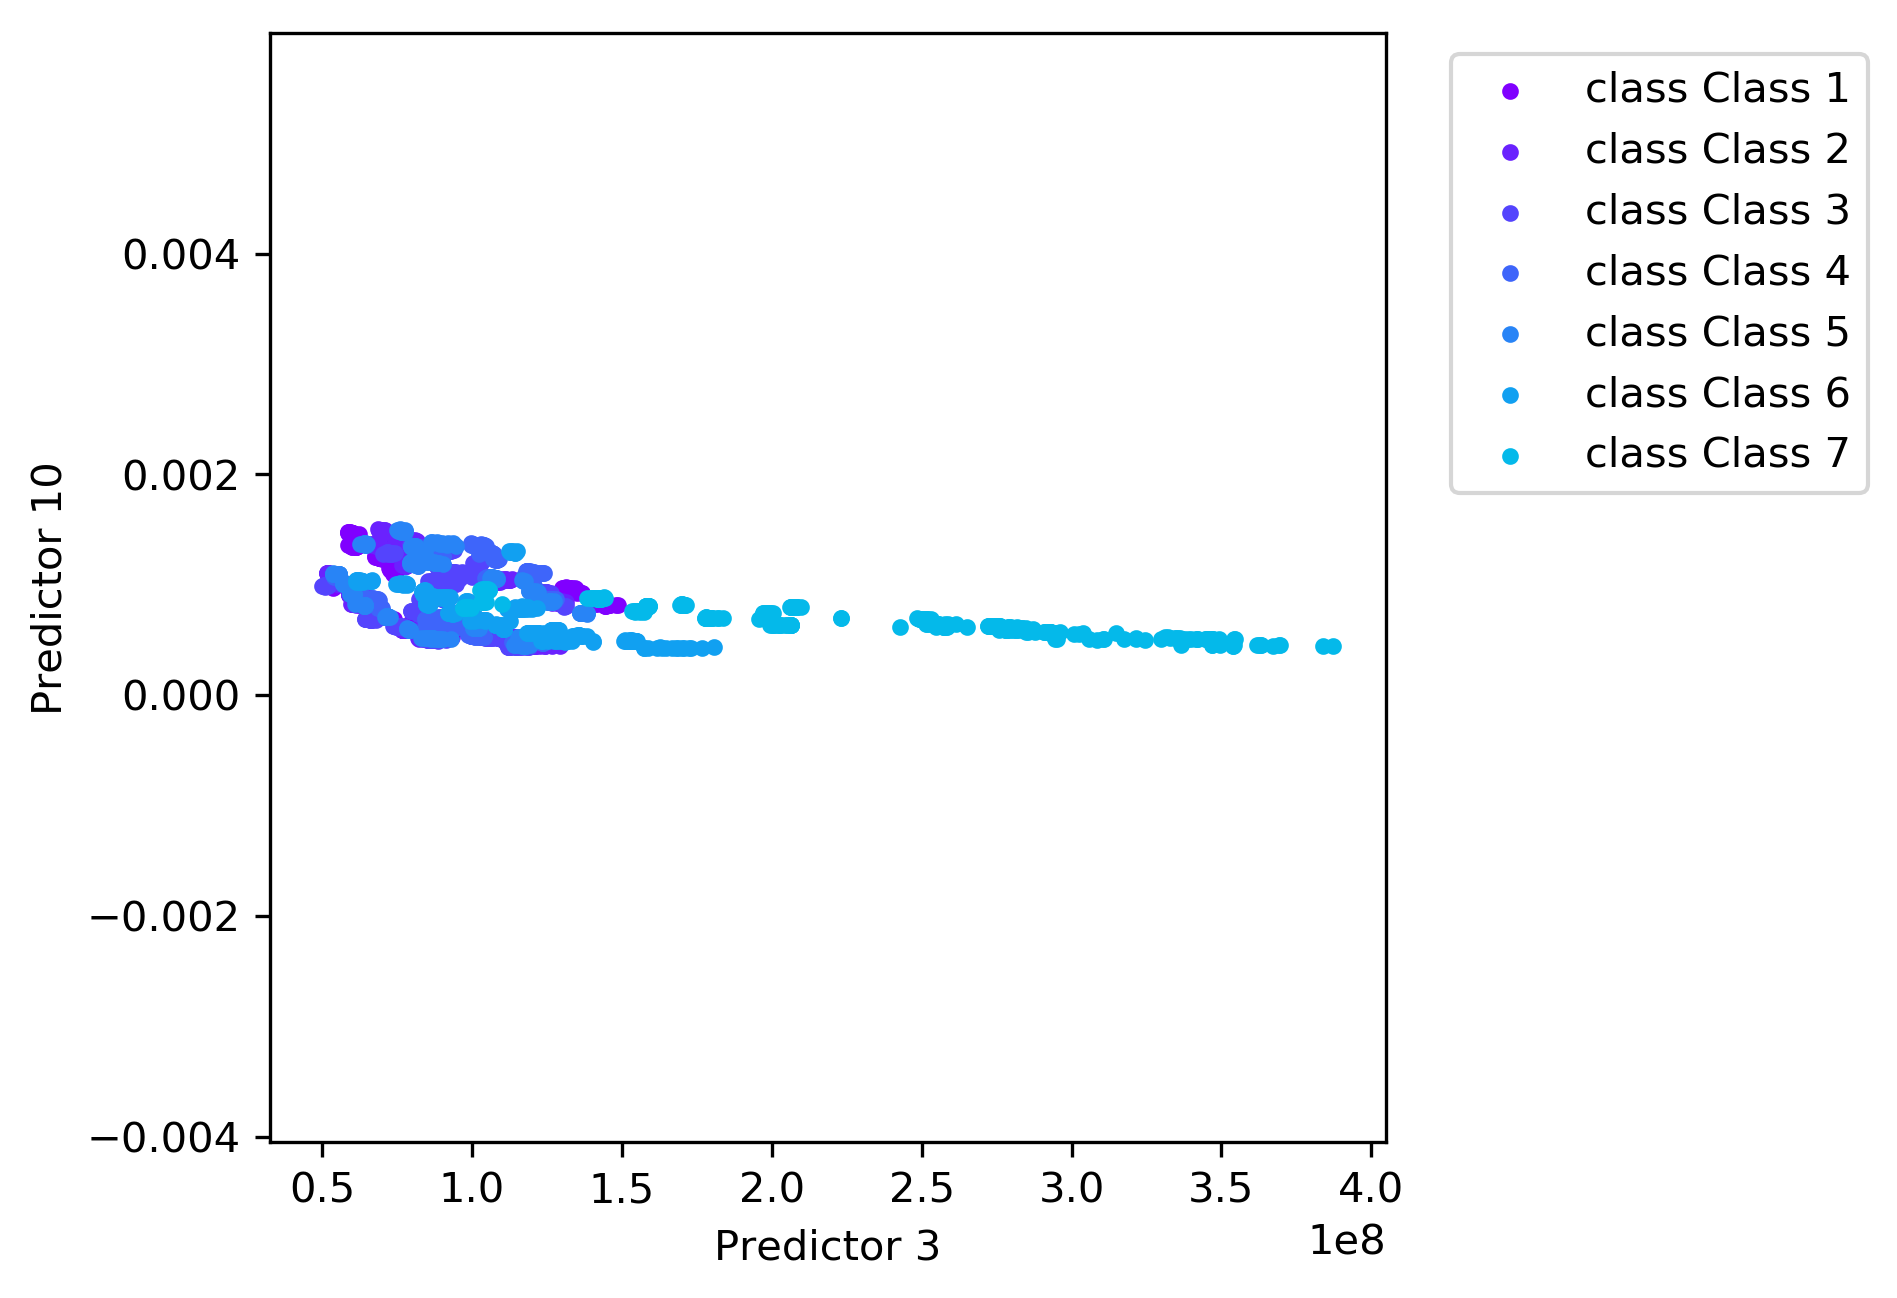 class Class 1
class Class 2
class Class 3
class Class 4
class Class 5
class Class 6
class Class 7
0.004
0.002
0.000
−0.002
−0.004
Predictor 10
0.5 1.0 1.5 2.0 2.5 3.0 3.5 4.0
1e8
Predictor 3